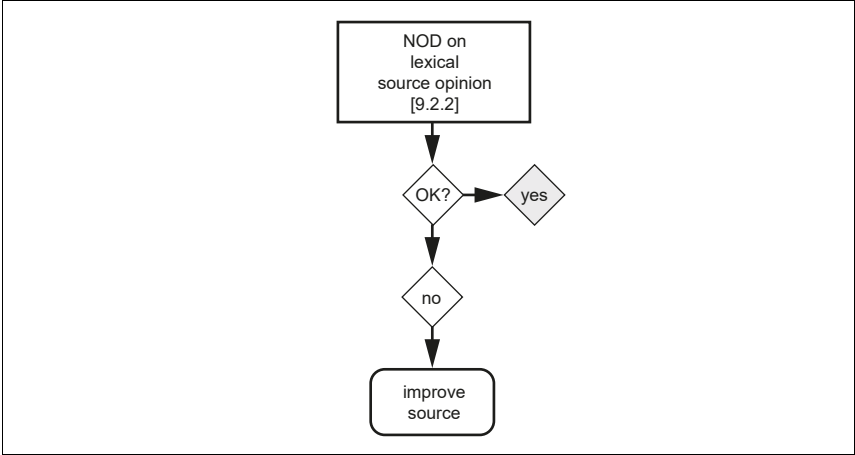 NOD on
lexical
source opinion
[9.2.2]
OK?
yes
no
improve
source